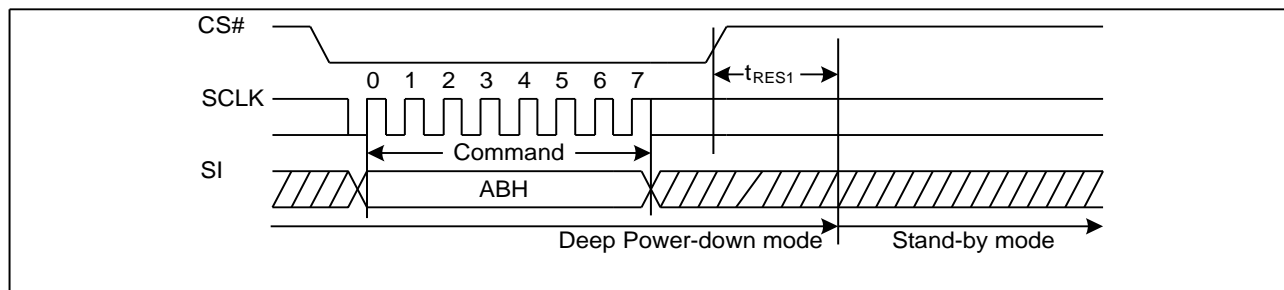 CS#
tRES1
0 1 2 3 4 5 6 7
SCLK
Command
SI
ABH
Deep Power-down mode Stand-by mode